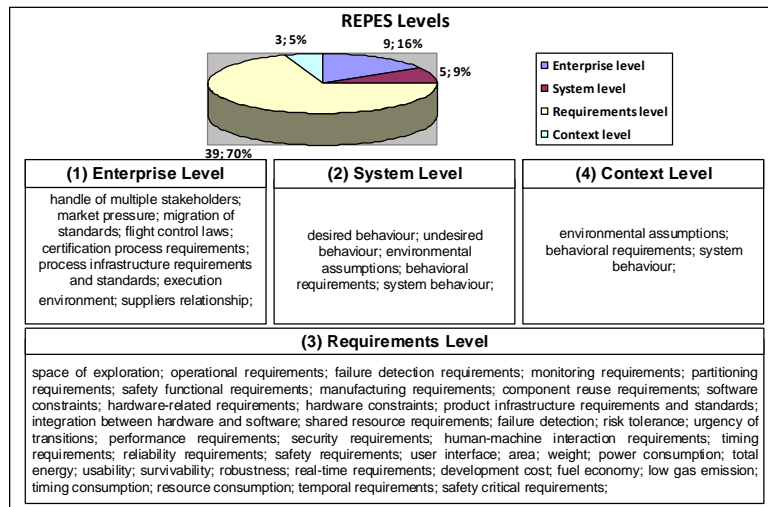 REPES Levels
3; 5%
9; 16%
5; 9%
39; 70%
Enterprise level
System level
Requirements level
Context level
(1) Enterprise Level
handle of multiple stakeholders;
market pressure; migration of
standards; flight control laws;
certification process requirements;
process infrastructure requirements
and standards; execution
environment; suppliers relationship;
(2) System Level
desired behaviour; undesired
behaviour; environmental
assumptions; behavioral
requirements; system behaviour;
(4) Context Level
environmental assumptions;
behavioral requirements; system
behaviour;
(3) Requirements Level
space of exploration; operational requirements; failure detection requirements; monitoring requirements; partitioning
requirements; safety functional requirements; manufacturing requirements; component reuse requirements; software
constraints; hardware-related requirements; hardware constraints; product infrastructure requirements and standards;
integration between hardware and software; shared resource requirements; failure detection; risk tolerance; urgency of
transitions; performance requirements; security requirements; human-machine interaction requirements; timing
requirements; reliability requirements; safety requirements; user interface; area; weight; power consumption; total
energy; usability; survivability; robustness; real-time requirements; development cost; fuel economy; low gas emission;
timing consumption; resource consumption; temporal requirements; safety critical requirements;